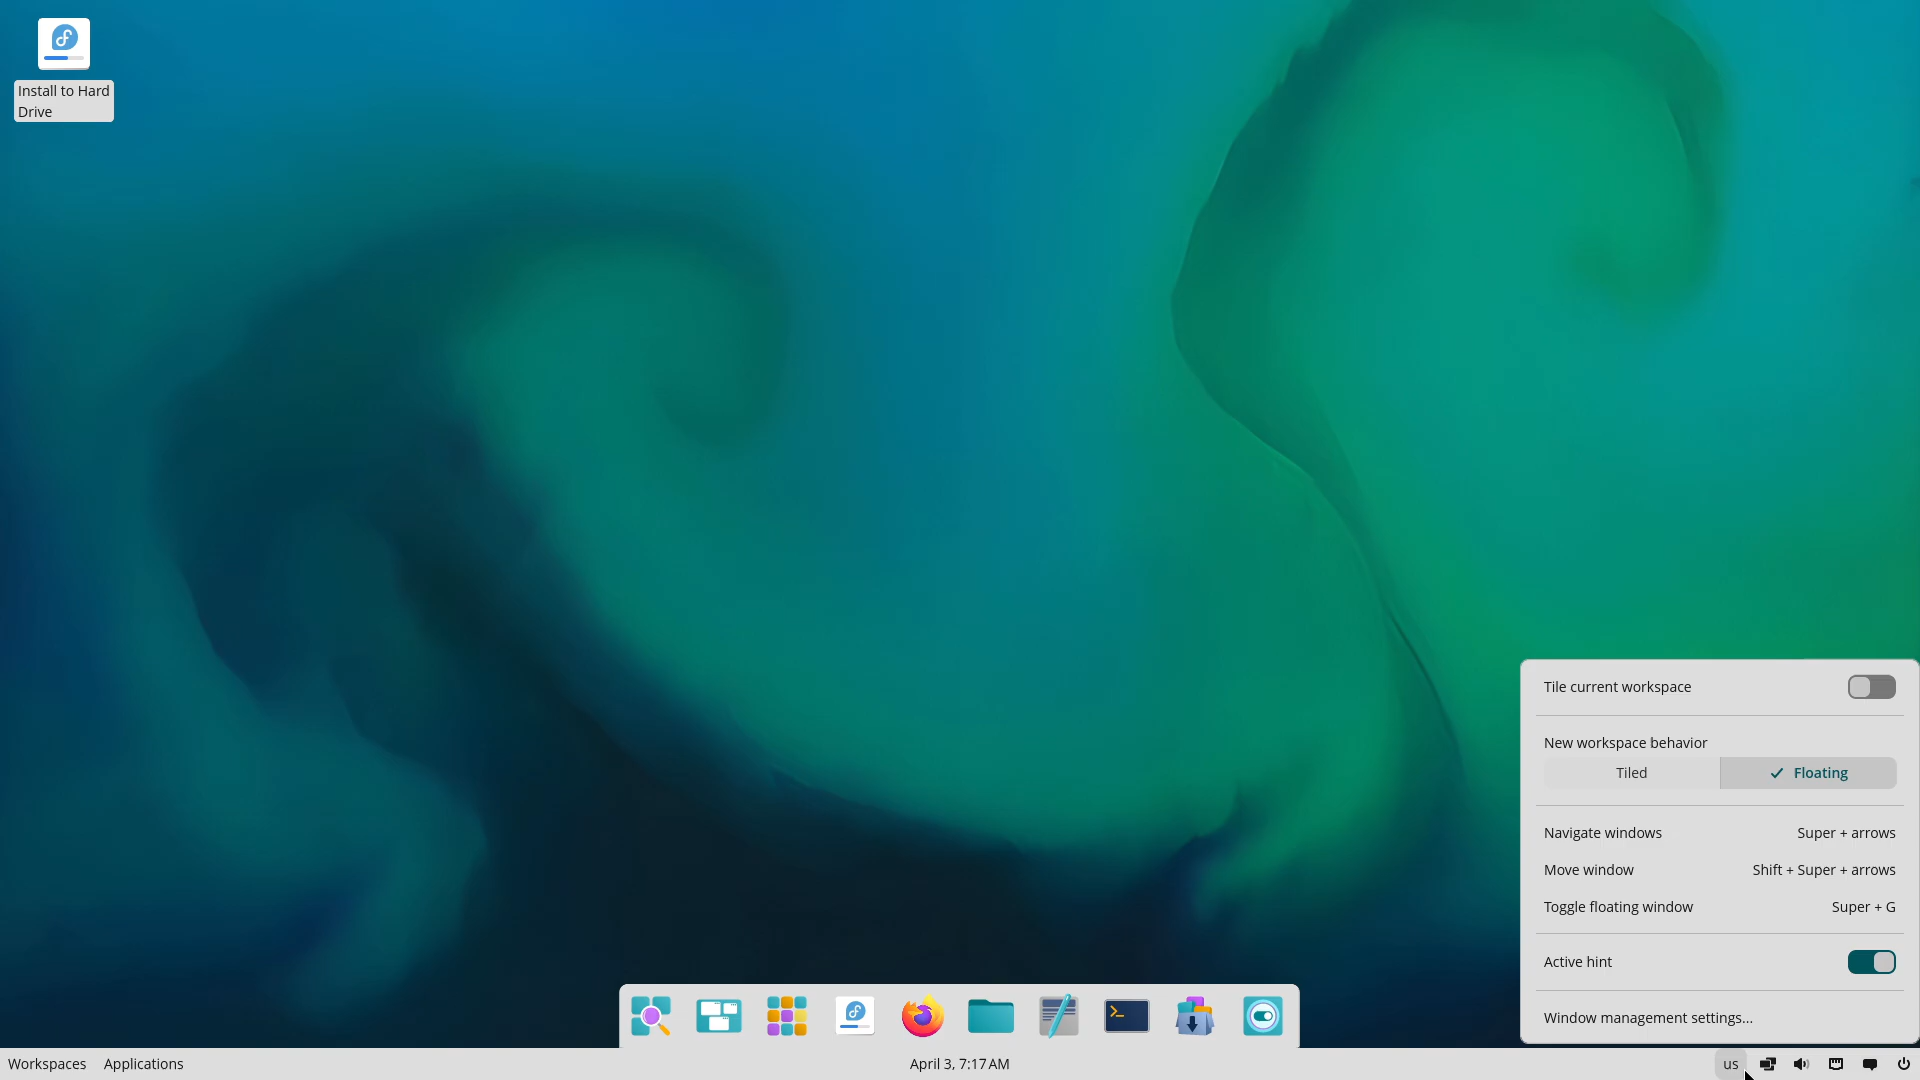 Install to Hard
Drive
Tile current workspace
New workspace behavior
Tiled
Floating
Navigate windows Super + arrows
Move window Shift + Super + arrows
Toggle floating window Super + G
Active hint
Window management settings...
Workspaces Applications April 3, 7:17 AM us